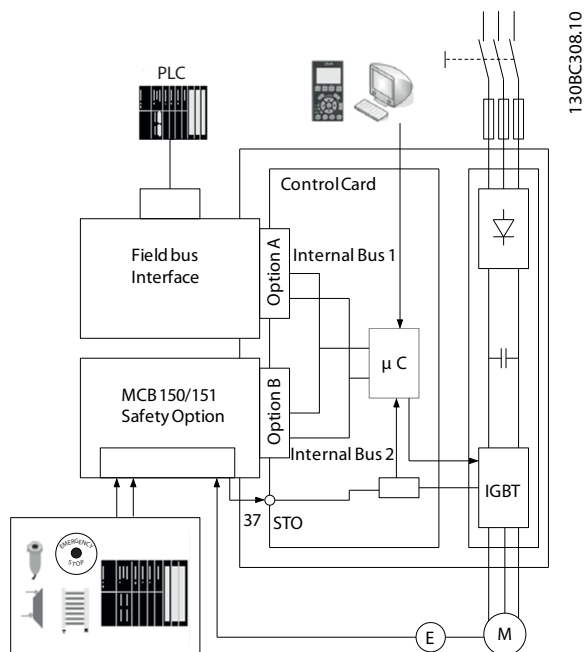 130BC308.10
PLC
Control Card
Field bus
Interface
Option A
Internal Bus 1
μ C
MCB 150/151
Safety Option
Option B
Internal Bus 2
IGBT
37
STO
EMERGENCY
STOP
E
M